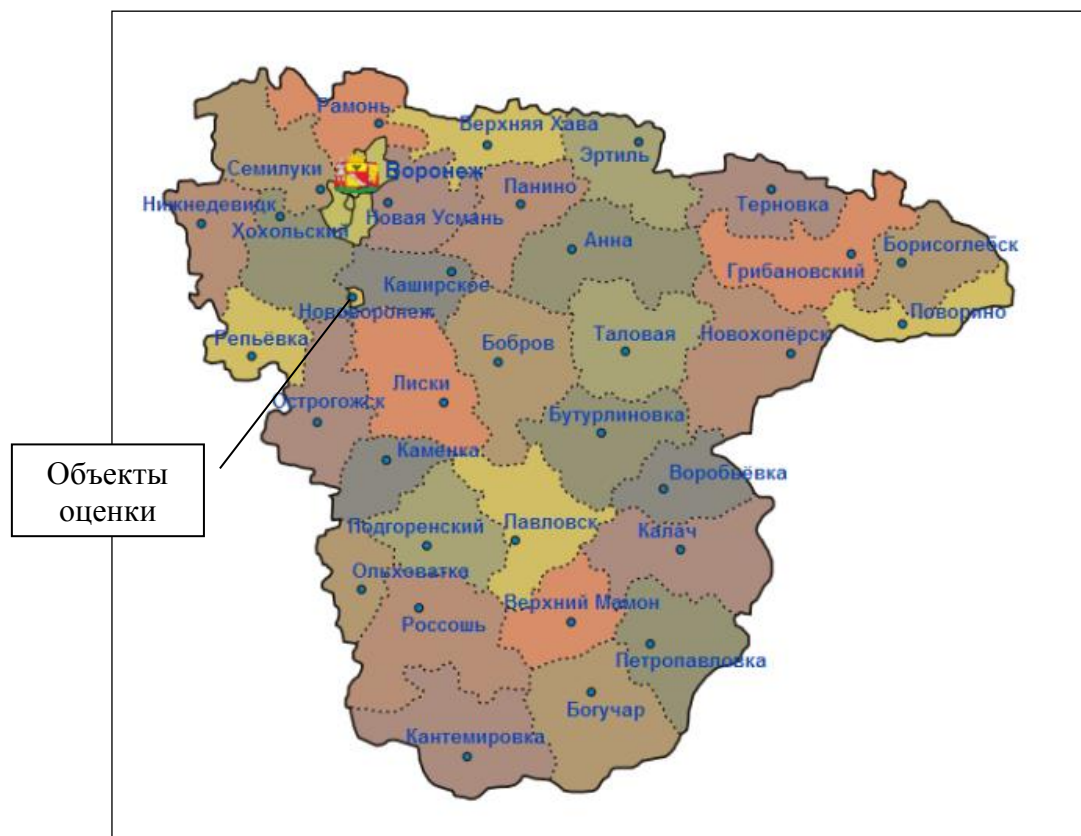 Рамонь
Верхняя Хава
Эртиль
Семилуки
Воронеж
Панино
Нижнедевицк
Хохольский
Новая Усмань
Терновка
Анна
Борисоглебск
Грибановский
Каширское
Нововоронеж
Поворино
Репьёвка
Бобров
Таловая
Новохопёрск
Лиски
Острогожск
Бутурлиновка
Каменка
Воробьёвка
Объекты
оценки
Подгоренский
Павловск
Калач
Ольховатка
Верхний Мамон
Россошь
Петропавловка
Богучар
Кантемировка